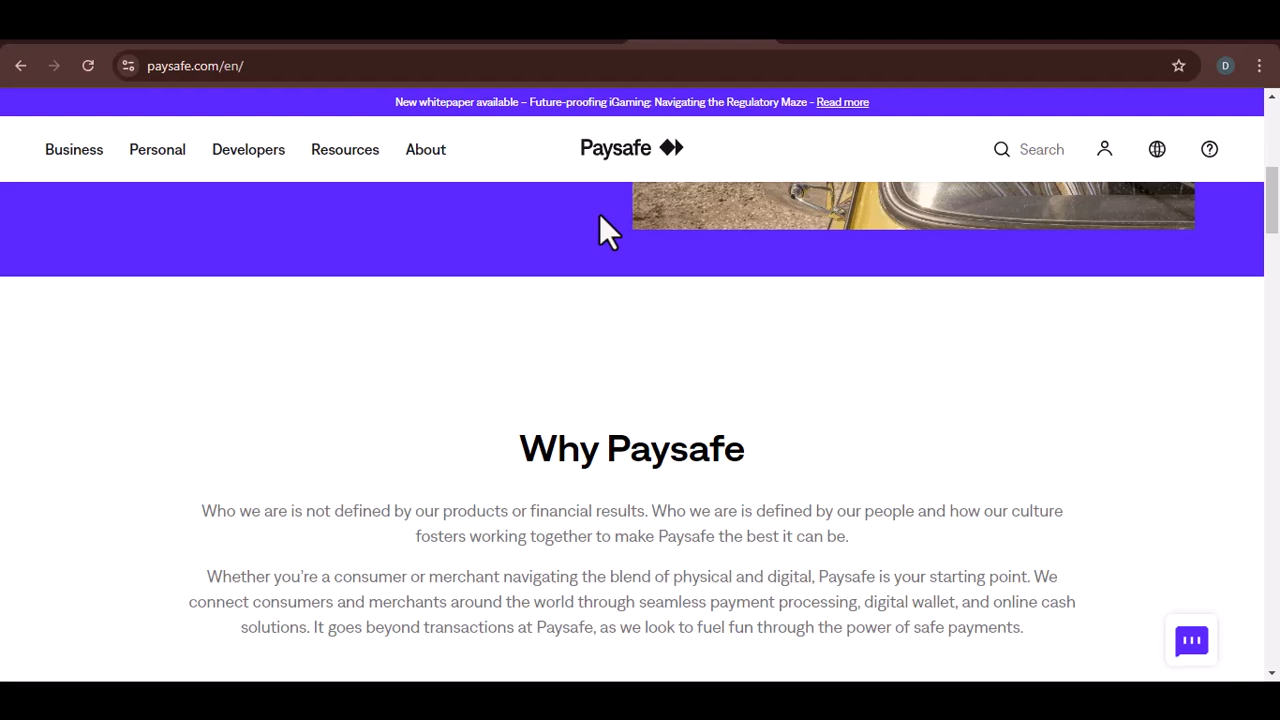 paysafe.com/en/
D
New whitepaper available – Future-proofing iGaming: Navigating the Regulatory Maze - Read more
Business Personal Developers Resources About Paysafe Search
Why Paysafe
Who we are is not defined by our products or financial results. Who we are is defined by our people and how our culture
fosters working together to make Paysafe the best it can be.
Whether you're a consumer or merchant navigating the blend of physical and digital, Paysafe is your starting point. We
connect consumers and merchants around the world through seamless payment processing, digital wallet, and online cash
solutions. It goes beyond transactions at Paysafe, as we look to fuel fun through the power of safe payments.